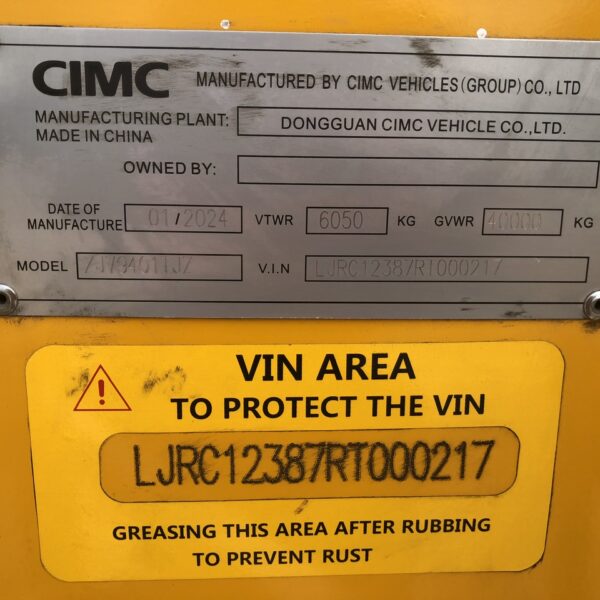 CIMC MANUFACTURED BY CIMC VEHICLES (GROUP) CO., LTD
MANUFACTURING PLANT: DONGGUAN CIMC VEHICLE CO.,LTD.
MADE IN CHINA
OWNED BY:
DATE OF MANUFACTURE 01/2024 VTWR 6050 KG GVWR 40000 KG
MODEL V.I.N LJRC12387RT000217
VIN AREA
TO PROTECT THE VIN
LJRC12387RT000217
GREASING THIS AREA AFTER RUBBING
TO PREVENT RUST